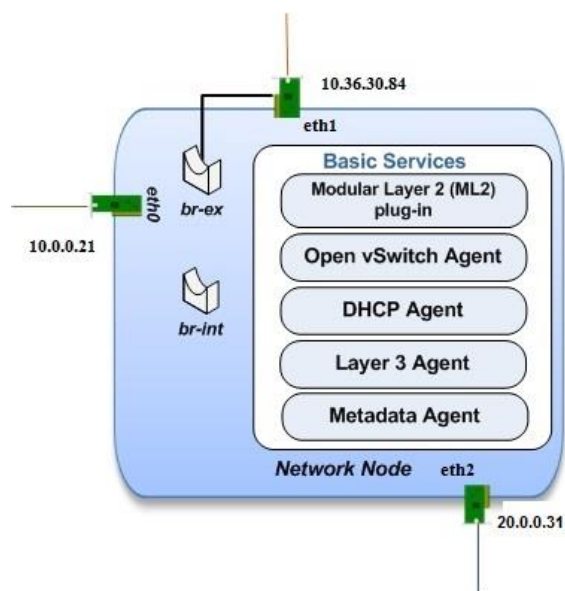 10.36.30.84
eth1
Basic Services
Modular Layer 2 (ML2)
plug-in
br-ex
eth0
10.0.0.21
Open vSwitch Agent
DHCP Agent
br-int
Layer 3 Agent
Metadata Agent
Network Node
eth2
20.0.0.31